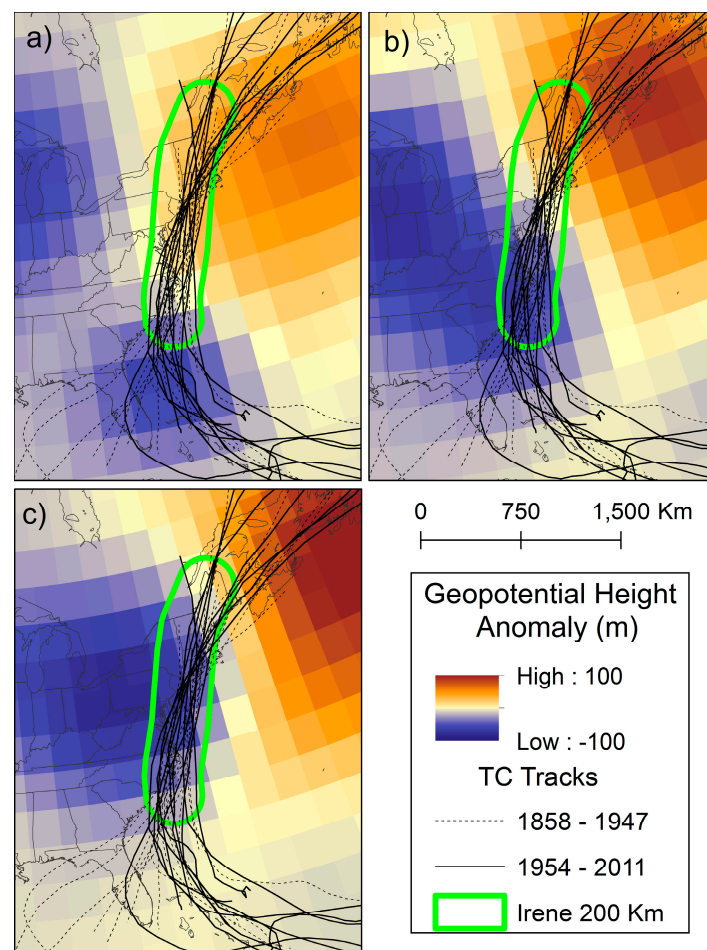 a)
b)
c)
0 750 1,500 Km
Geopotential Height
Anomaly (m)
High : 100
Low : -100
TC Tracks
1858 - 1947
1954 - 2011
Irene 200 Km